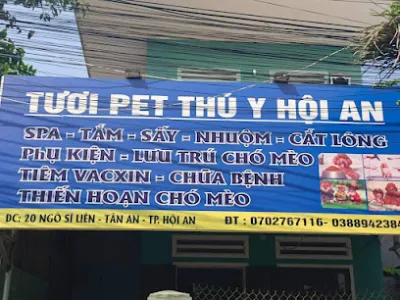 TƯƠI PET THÚ Y HỘI AN
SPA - TẮM - SẤY - NHUỘM - CẮT LÔNG
PHỤ KIỆN - LƯU TRÚ CHÓ MÈO
TIÊM VACXIN - CHỮA BỆNH
THIẾN HOẠN CHÓ MÈO
ĐC: 20 NGÔ SĨ LIÊN - TÂN AN - TP. HỘI AN ĐT : 0702767116- 0388942384